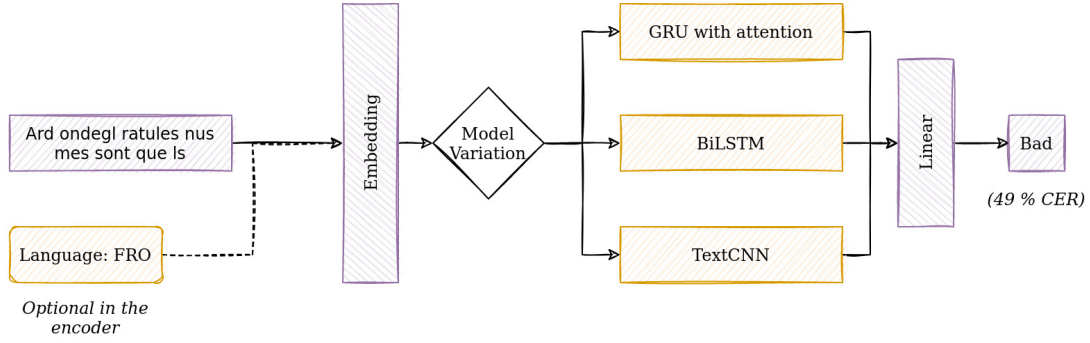 Ard ondegl ratules nus
mes sont que ls
Language: FRO
Optional in the
encoder
Embedding
Model
Variation
GRU with attention
BiLSTM
TextCNN
Linear
Bad
(49 % CER)